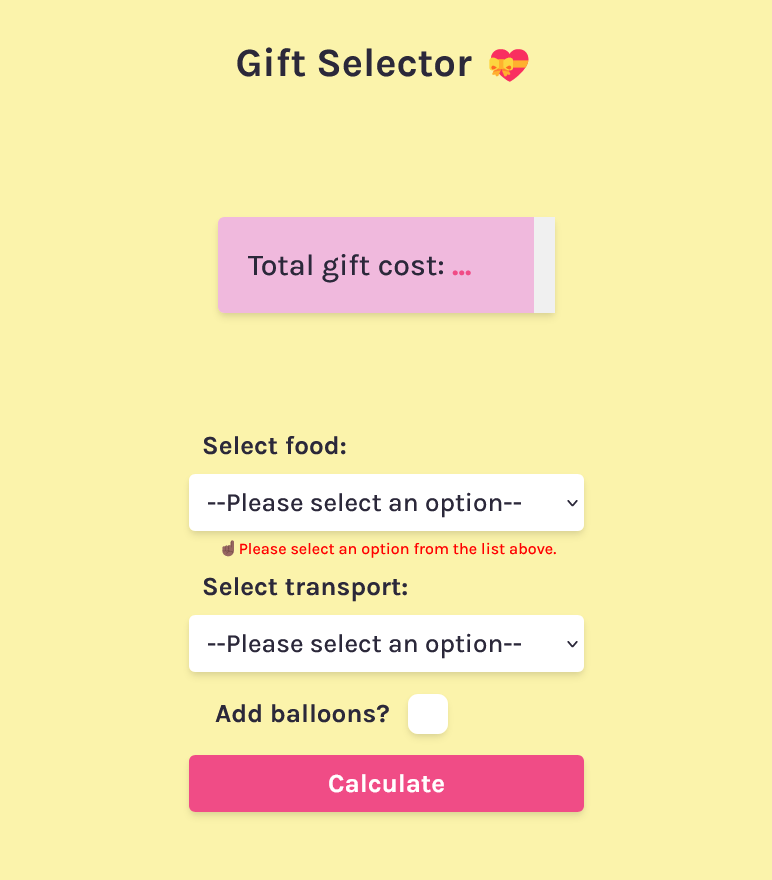 Gift Selector 💝
Total gift cost: ...
Select food:
--Please select an option--
☝🏾Please select an option from the list above.
Select transport:
--Please select an option--
Add balloons?
Calculate